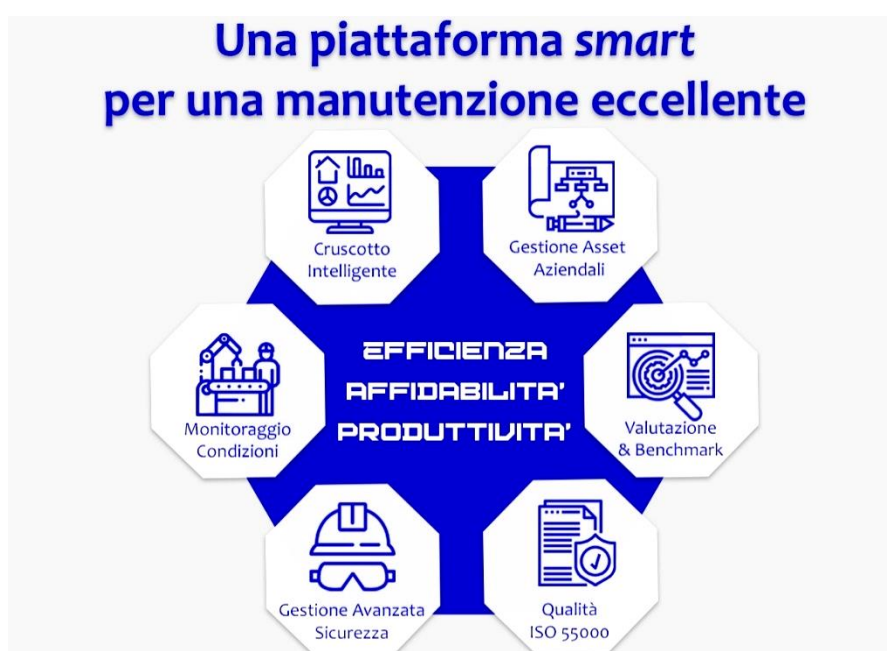 Una piattaforma smart
per una manutenzione eccellente
Cruscotto
Intelligente
Gestione Asset
Aziendali
EFFICIENZA
AFFIDABILITA'
PRODUTTIVITA'
Monitoraggio
Condizioni
Valutazione
& Benchmark
Gestione Avanzata
Sicurezza
Qualità
ISO 55000